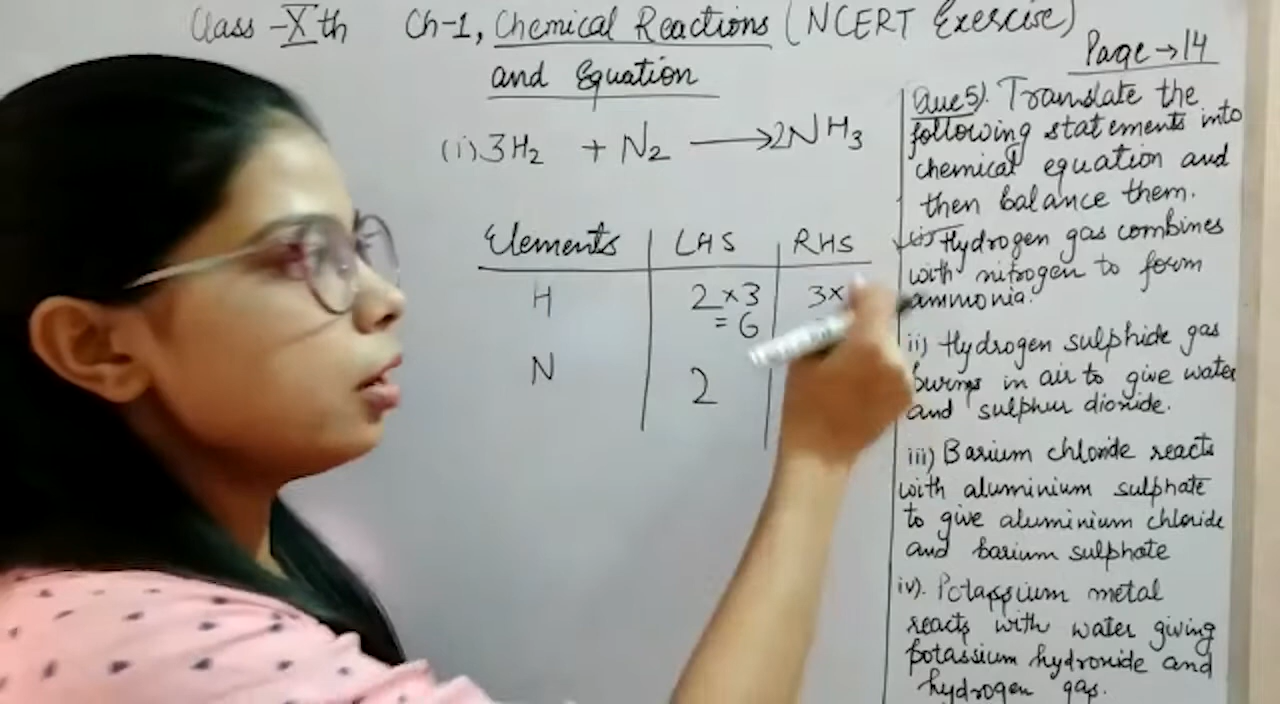 Class -Xth Ch-1, Chemical Reactions (NCERT Exercise)
and Equation
Page → 14
(i) 3H₂ + N₂ ⟶ 2NH₃
Elements | LHS | RHS
H 2 × 3 3 ×
= 6
N 2
Que 5). Translate the
following statements into
chemical equation and
then balance them.
(i) Hydrogen gas combines
with nitrogen to form
ammonia.
ii) Hydrogen sulphide gas
burns in air to give water
and sulphur dioxide.
iii) Barium chloride reacts
with aluminium sulphate
to give aluminium chloride
and barium sulphate
iv). Potassium metal
reacts with water giving
potassium hydroxide and
hydrogen gas.